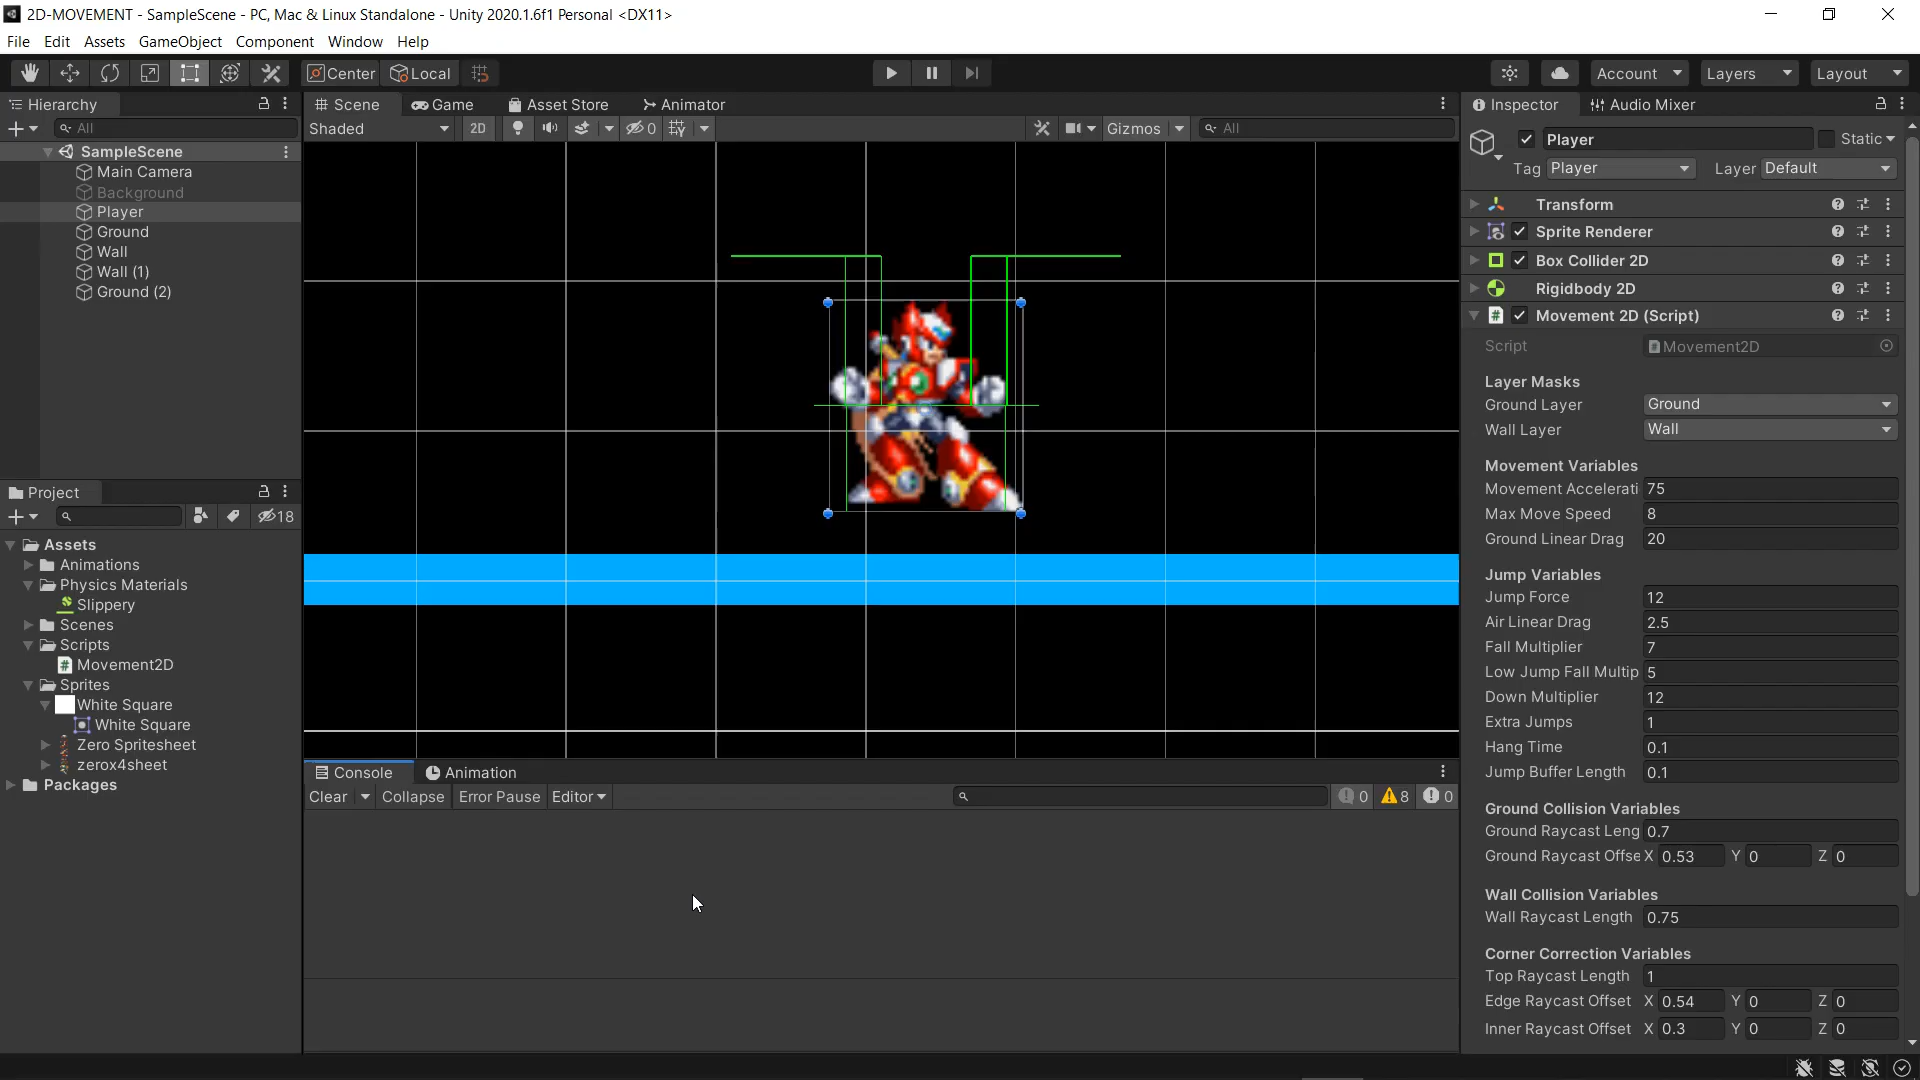 2D-MOVEMENT - SampleScene - PC, Mac & Linux Standalone - Unity 2020.1.6f1 Personal <DX11>
File Edit Assets GameObject Component Window Help
Center Local Account Layers Layout
Hierarchy
All
SampleScene
Main Camera
Background
Player
Ground
Wall
Wall (1)
Ground (2)
Project
18
Assets
Animations
Physics Materials
Slippery
Scenes
Scripts
Movement2D
Sprites
White Square
White Square
Zero Spritesheet
zerox4sheet
Packages
Scene Game Asset Store Animator
Shaded 2D 0 Gizmos All
Console Animation
Clear Collapse Error Pause Editor 0 8 0
Inspector Audio Mixer
Player Static
Tag Player Layer Default
Transform
Sprite Renderer
Box Collider 2D
Rigidbody 2D
# Movement 2D (Script)
Script Movement2D
Layer Masks
Ground Layer Ground
Wall Layer Wall
Movement Variables
Movement Accelerati 75
Max Move Speed 8
Ground Linear Drag 20
Jump Variables
Jump Force 12
Air Linear Drag 2.5
Fall Multiplier 7
Low Jump Fall Multip 5
Down Multiplier 12
Extra Jumps 1
Hang Time 0.1
Jump Buffer Length 0.1
Ground Collision Variables
Ground Raycast Leng 0.7
Ground Raycast Offse X 0.53 Y 0 Z 0
Wall Collision Variables
Wall Raycast Length 0.75
Corner Correction Variables
Top Raycast Length 1
Edge Raycast Offset X 0.54 Y 0 Z 0
Inner Raycast Offset X 0.3 Y 0 Z 0